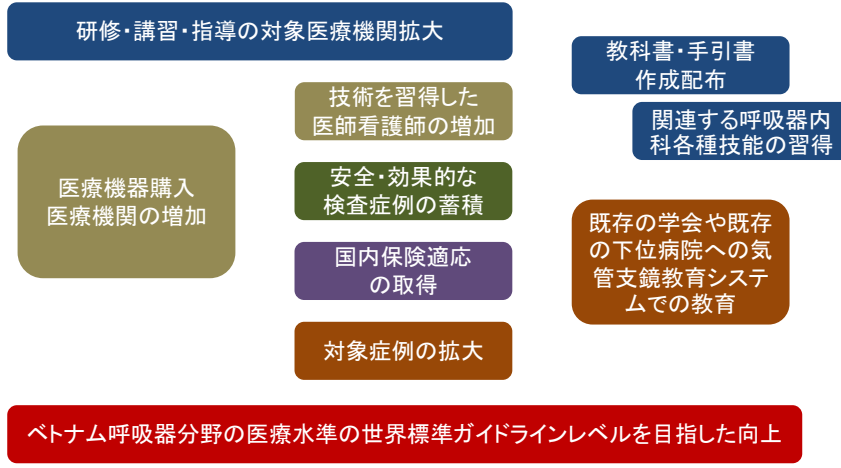 研修・講習・指導の対象医療機関拡大
教科書・手引書
作成配布
技術を習得した
医師看護師の増加
関連する呼吸器内
科各種技能の習得
医療機器購入
医療機関の増加
安全・効果的な
検査症例の蓄積
既存の学会や既存
の下位病院への気
管支鏡教育システ
ムでの教育
国内保険適応
の取得
対象症例の拡大
ベトナム呼吸器分野の医療水準の世界標準ガイドラインレベルを目指した向上